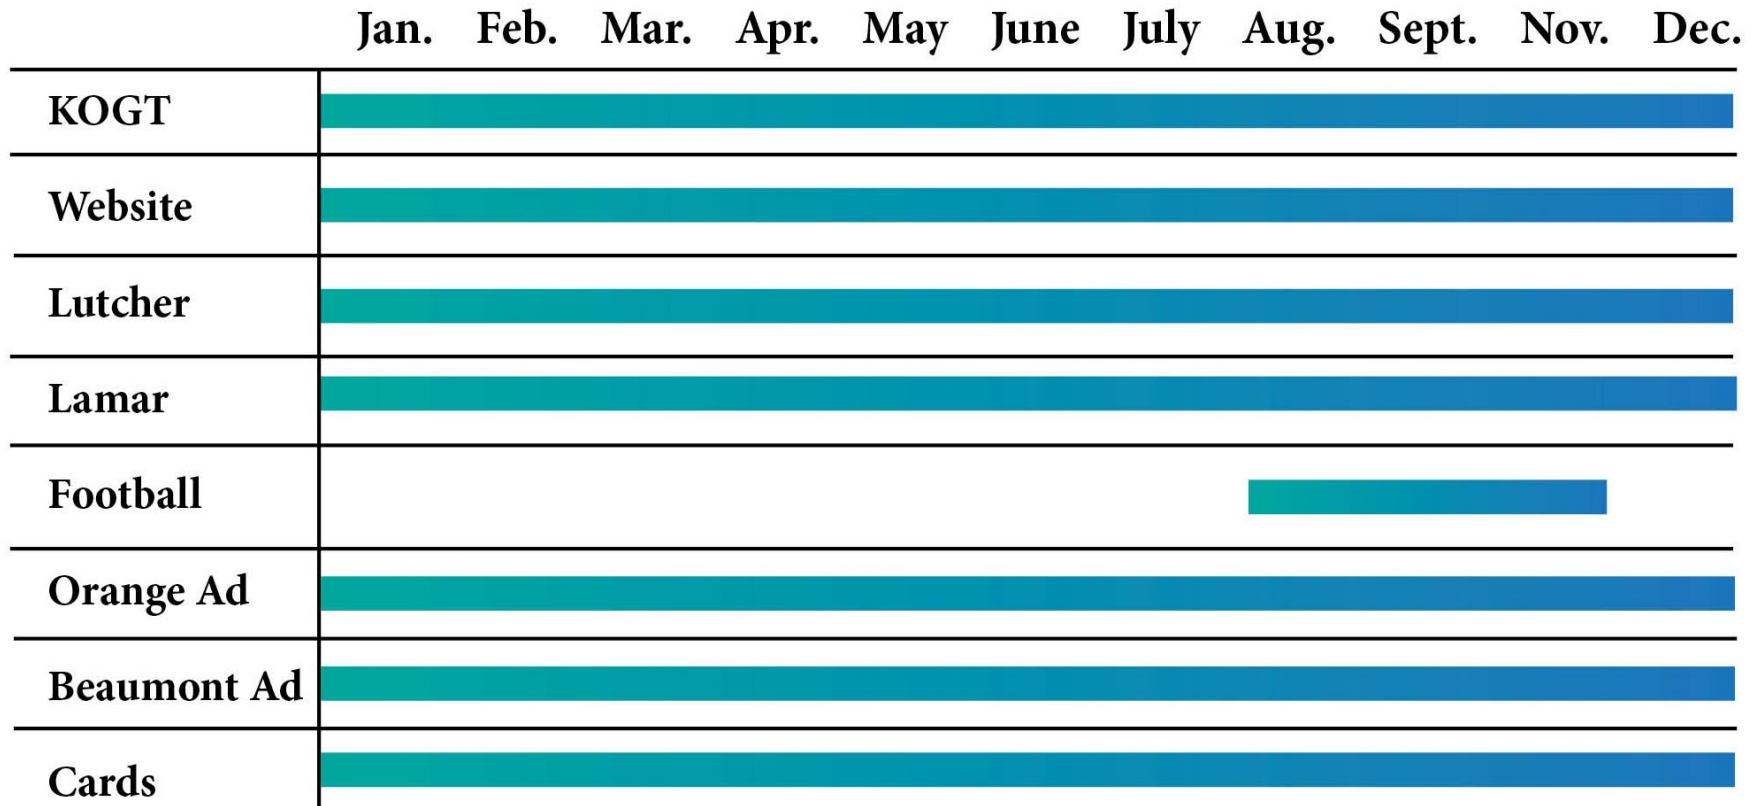 Jan. Feb. Mar. Apr. May June July Aug. Sept. Nov. Dec.
KOGT
Website
Lutcher
Lamar
Football
Orange Ad
Beaumont Ad
Cards